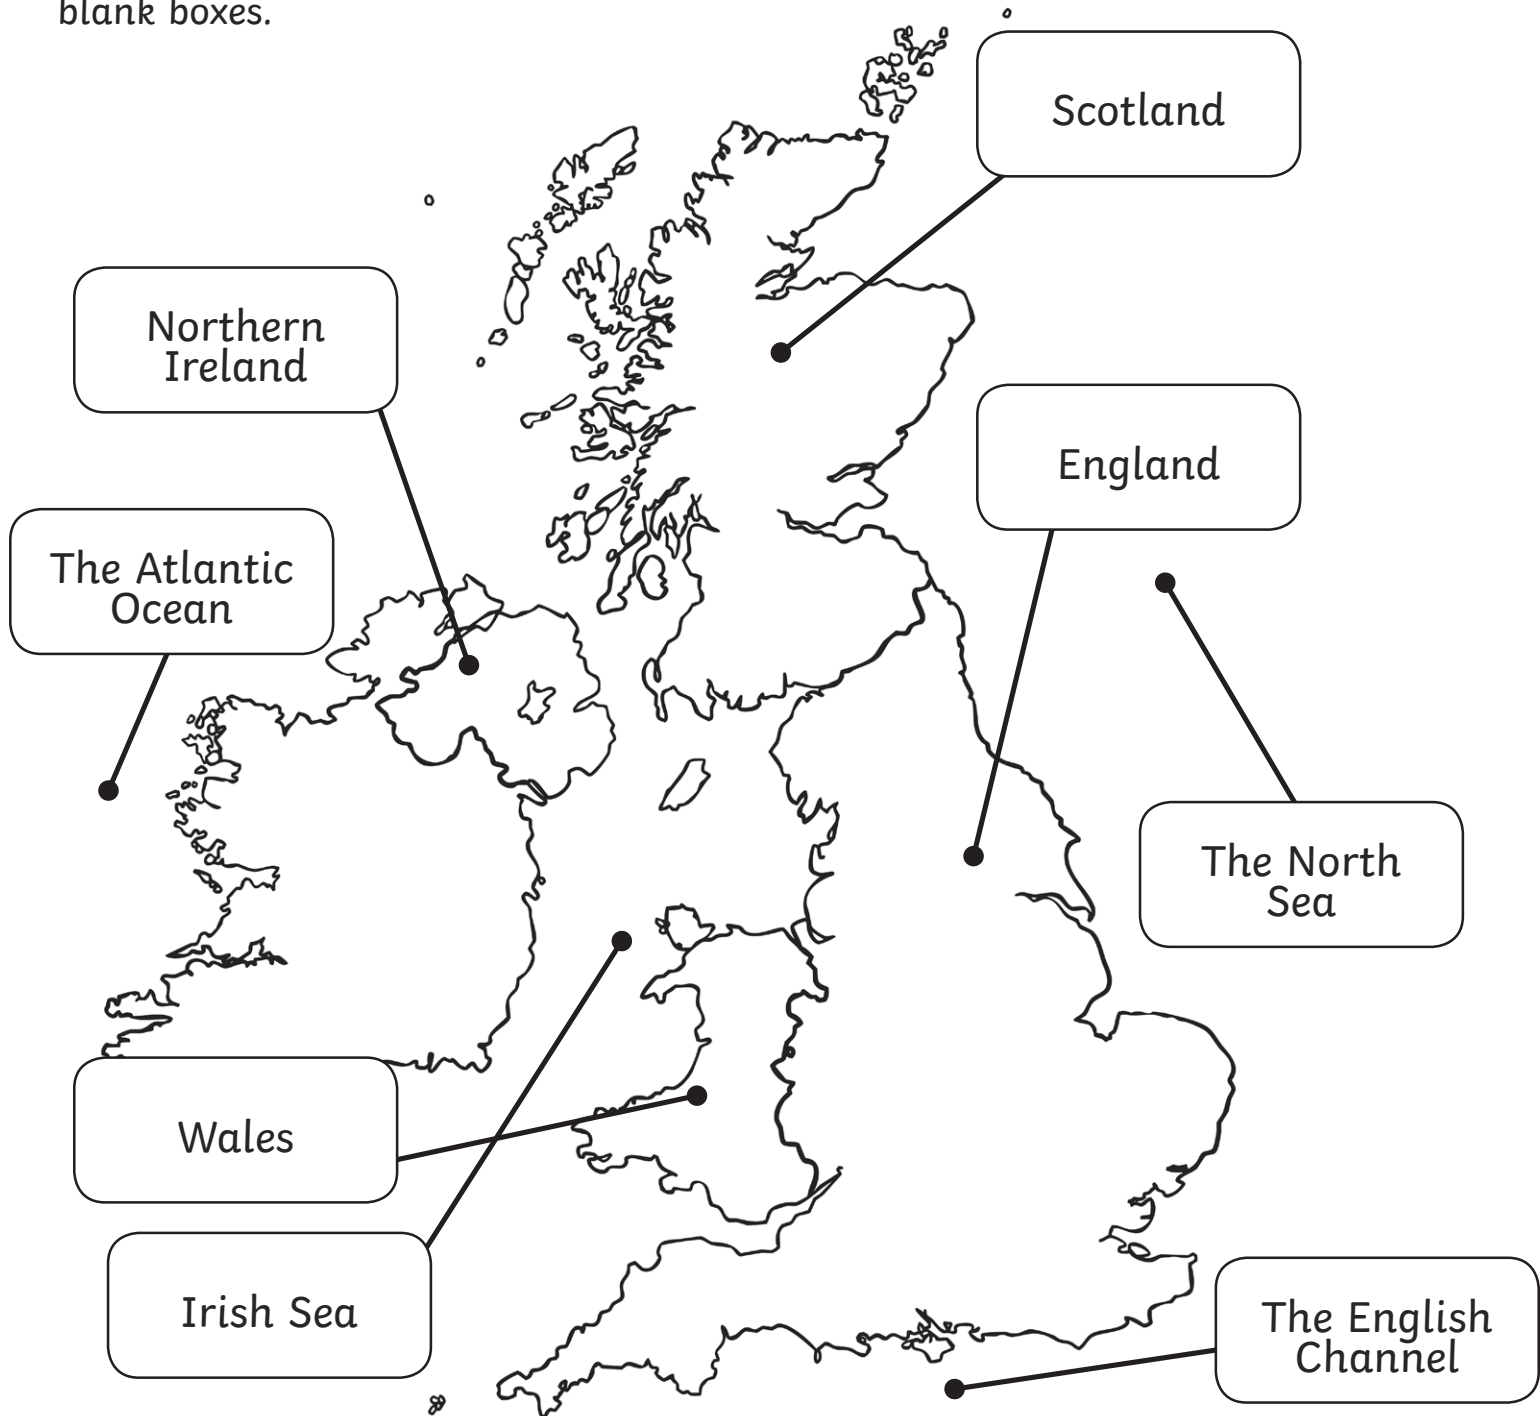 blank boxes.
Scotland
Northern
Ireland
England
The Atlantic
Ocean
The North
Sea
Wales
Irish Sea
The English
Channel